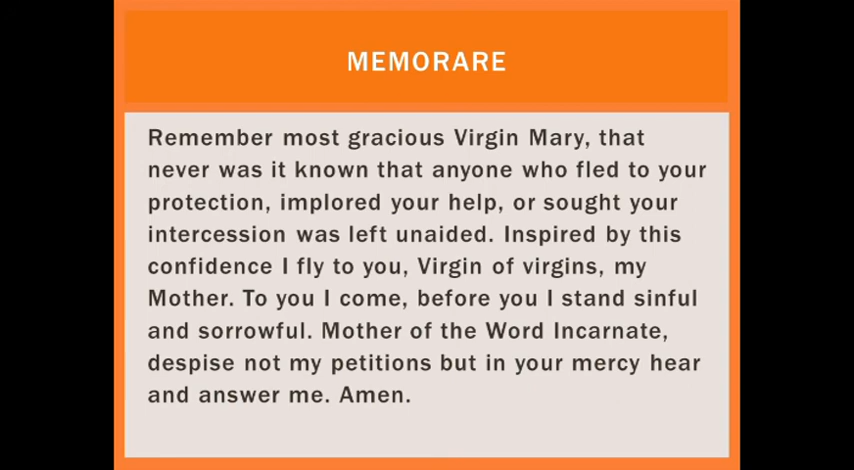 MEMORARE
Remember most gracious Virgin Mary, that
never was it known that anyone who fled to your
protection, implored your help, or sought your
intercession was left unaided. Inspired by this
confidence I fly to you, Virgin of virgins, my
Mother. To you I come, before you I stand sinful
and sorrowful. Mother of the Word Incarnate,
despise not my petitions but in your mercy hear
and answer me. Amen.